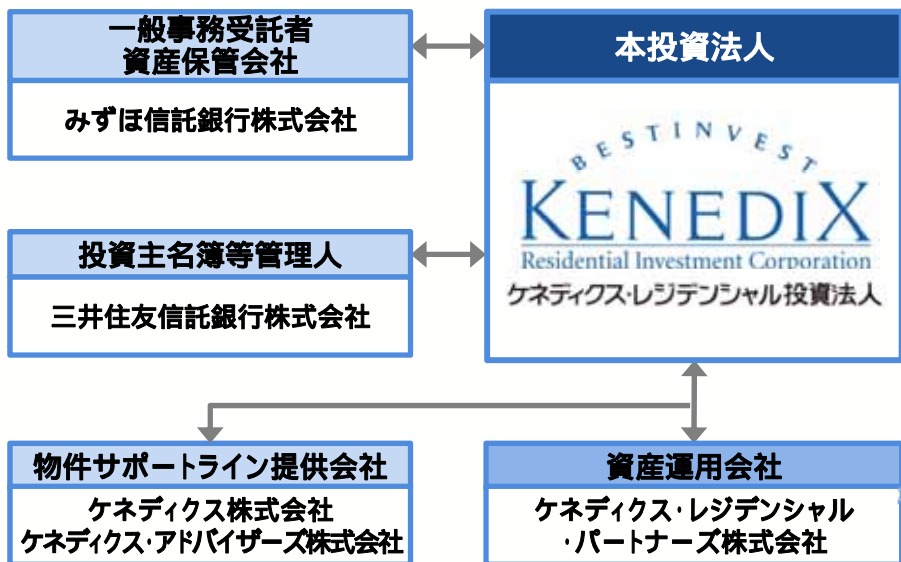 一般事務受託者
資産保管会社
みずほ信託銀行株式会社
投資主名簿等管理人
三井住友信託銀行株式会社
本投資法人
BESTINVEST
KENEDIX
Residential Investment Corporation
ケネディクス・レジデンシャル投資法人
物件サポートライン提供会社
ケネディクス株式会社
ケネディクス・アドバイザーズ株式会社
資産運用会社
ケネディクス・レジデンシャル
・パートナーズ株式会社